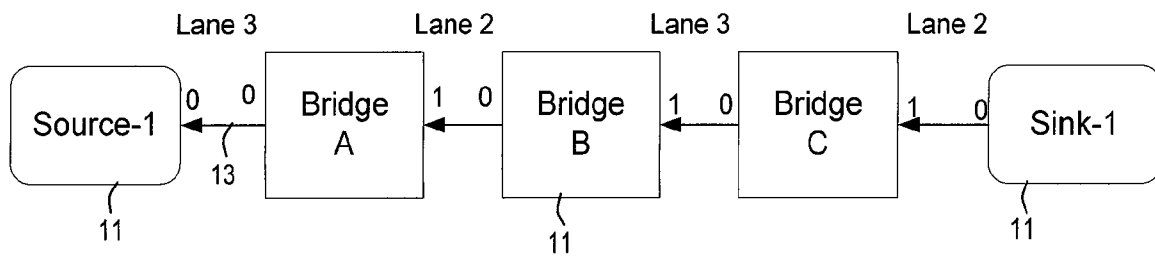 Lane 3 Lane 2 Lane 3 Lane 2
Source-1 0 0 Bridge A 1 0 Bridge B 1 0 Bridge C 1 0 Sink-1
13
11 11 11